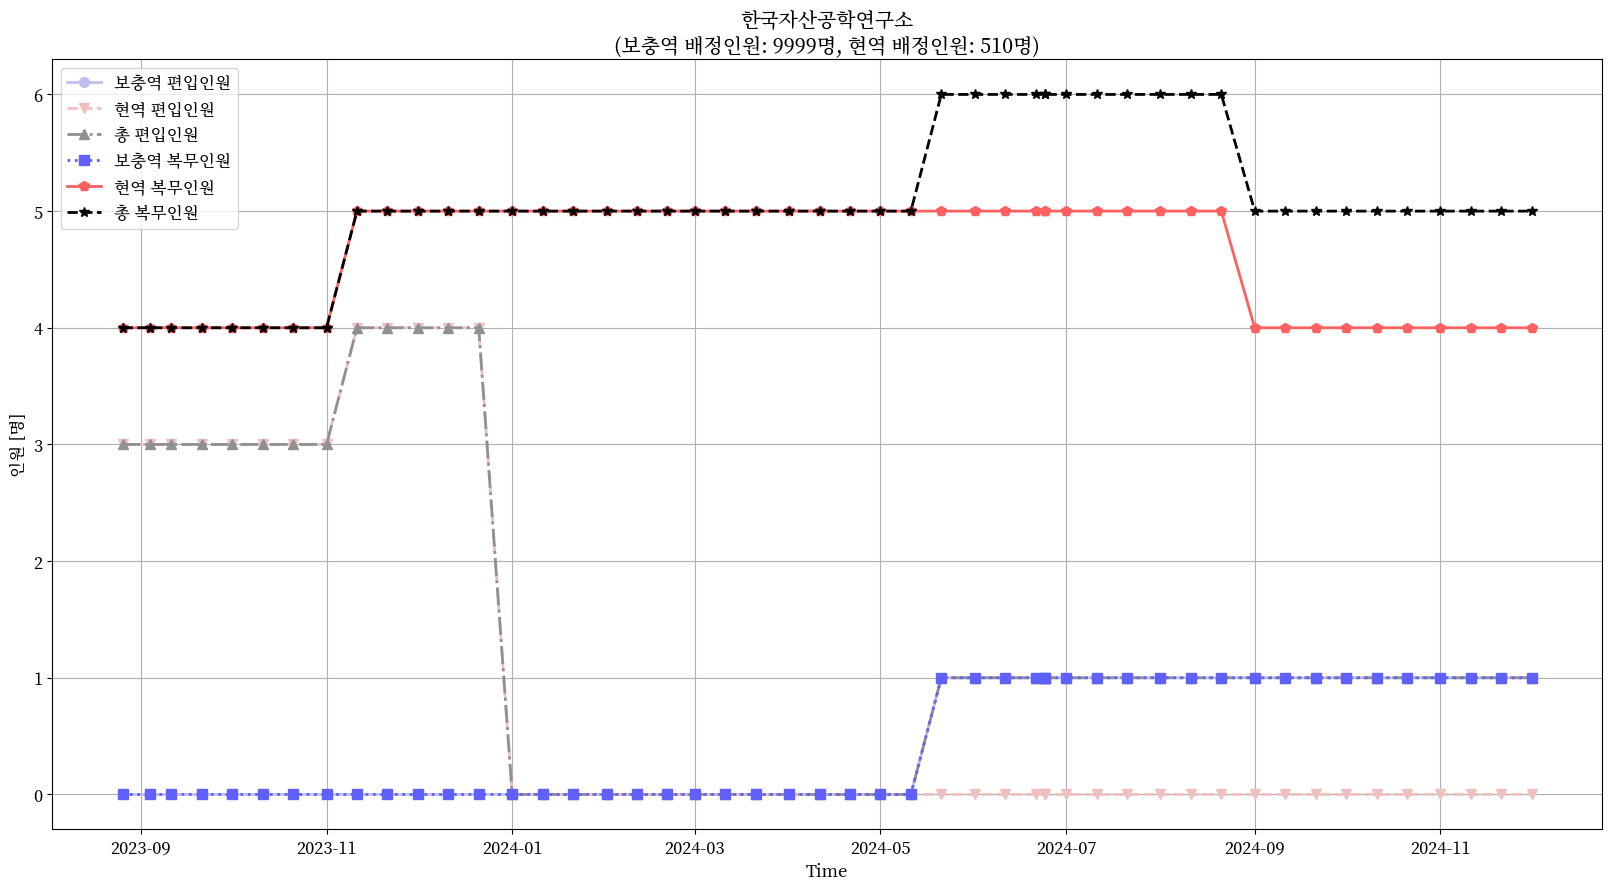 한국자산공학연구소
(보충역 배정인원: 9999명, 현역 배정인원: 510명)
보충역 편입인원
현역 편입인원
총 편입인원
보충역 복무인원
현역 복무인원
총 복무인원
인원 [명]
6
5
4
3
2
1
0
2023-09
2023-11
2024-01
2024-03
2024-05
2024-07
2024-09
2024-11
Time